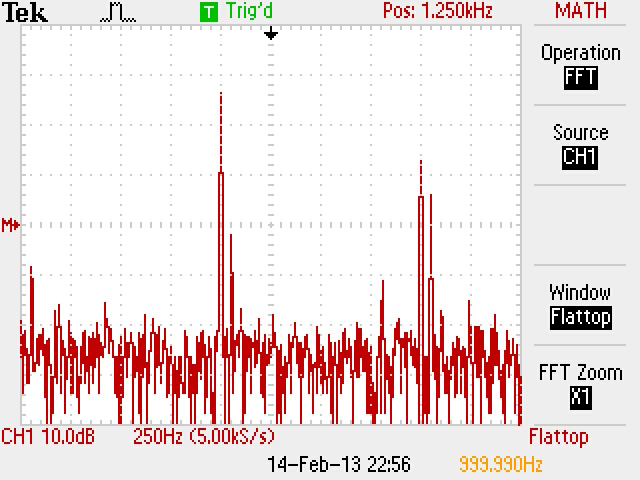 Tek T Trig'd Pos: 1.250kHz MATH
Operation
FFT
Source
CH1
M
Window
Flattop
FFT Zoom
X1
CH1 10.0dB 250Hz (5.00kS/s) Flattop
14-Feb-13 22:56 999.990Hz